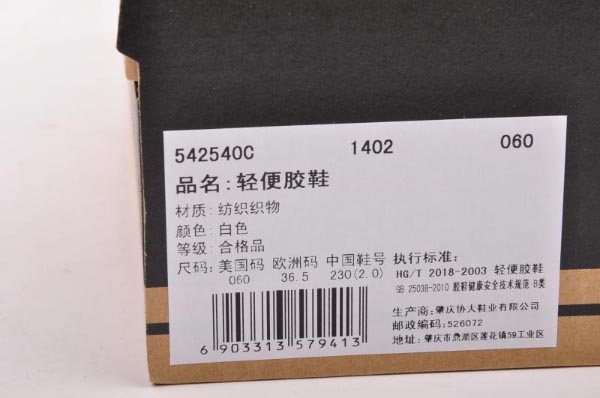 542540C 1402 060
品名:轻便胶鞋
材质:纺织织物
颜色:白色
等级:合格品
尺码:美国码 欧洲码 中国鞋号 执行标准:
060 36.5 230(2.0) HG/T 2018-2003 轻便胶鞋
GB 25038-2010 胶鞋健康安全技术规范 B类
生产商:肇庆协大鞋业有限公司
邮政编码:526072
地址:肇庆市鼎湖区莲花镇59工业区
6 903313 579413